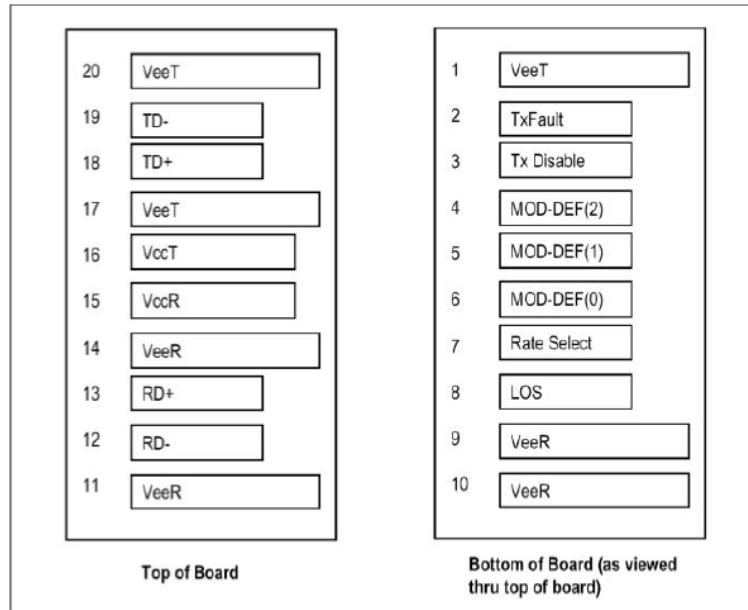 20 VeeT
19 TD-
18 TD+
17 VeeT
16 VccT
15 VccR
14 VeeR
13 RD+
12 RD-
11 VeeR
Top of Board
1 VeeT
2 TxFault
3 Tx Disable
4 MOD-DEF(2)
5 MOD-DEF(1)
6 MOD-DEF(0)
7 Rate Select
8 LOS
9 VeeR
10 VeeR
Bottom of Board (as viewed
thru top of board)